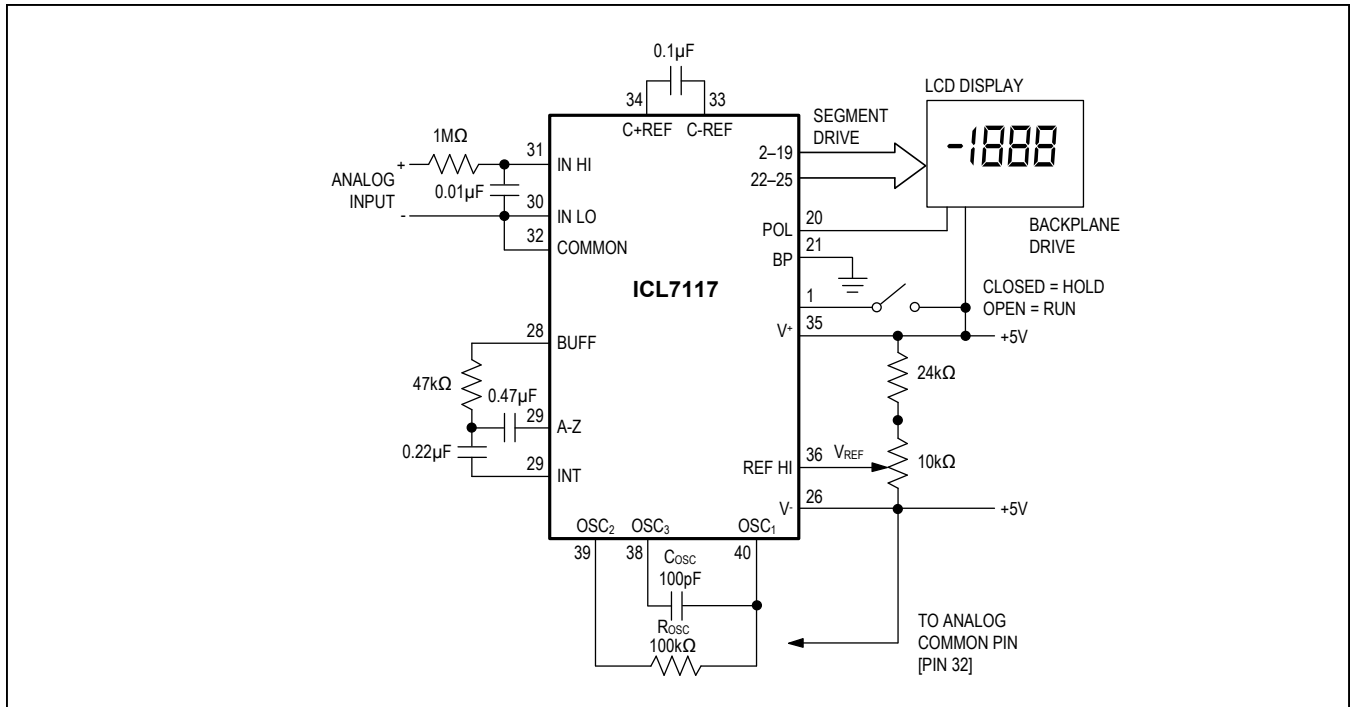 0.1µF
34
33
C+REF
C-REF
LCD DISPLAY
-1888
SEGMENT
DRIVE
2–19
22–25
1MΩ
31
IN HI
+
ANALOG
INPUT
-
0.01µF
30
IN LO
32
COMMON
POL
20
BP
21
BACKPLANE
DRIVE
ICL7117
1
CLOSED = HOLD
OPEN = RUN
V+
35
+5V
28
BUFF
47kΩ
0.47µF
29
A-Z
0.22µF
29
INT
24kΩ
REF HI
36
VREF
10kΩ
V-
26
+5V
OSC2
OSC3
OSC1
39
38
40
COSC
100pF
ROSC
100kΩ
TO ANALOG
COMMON PIN
[PIN 32]